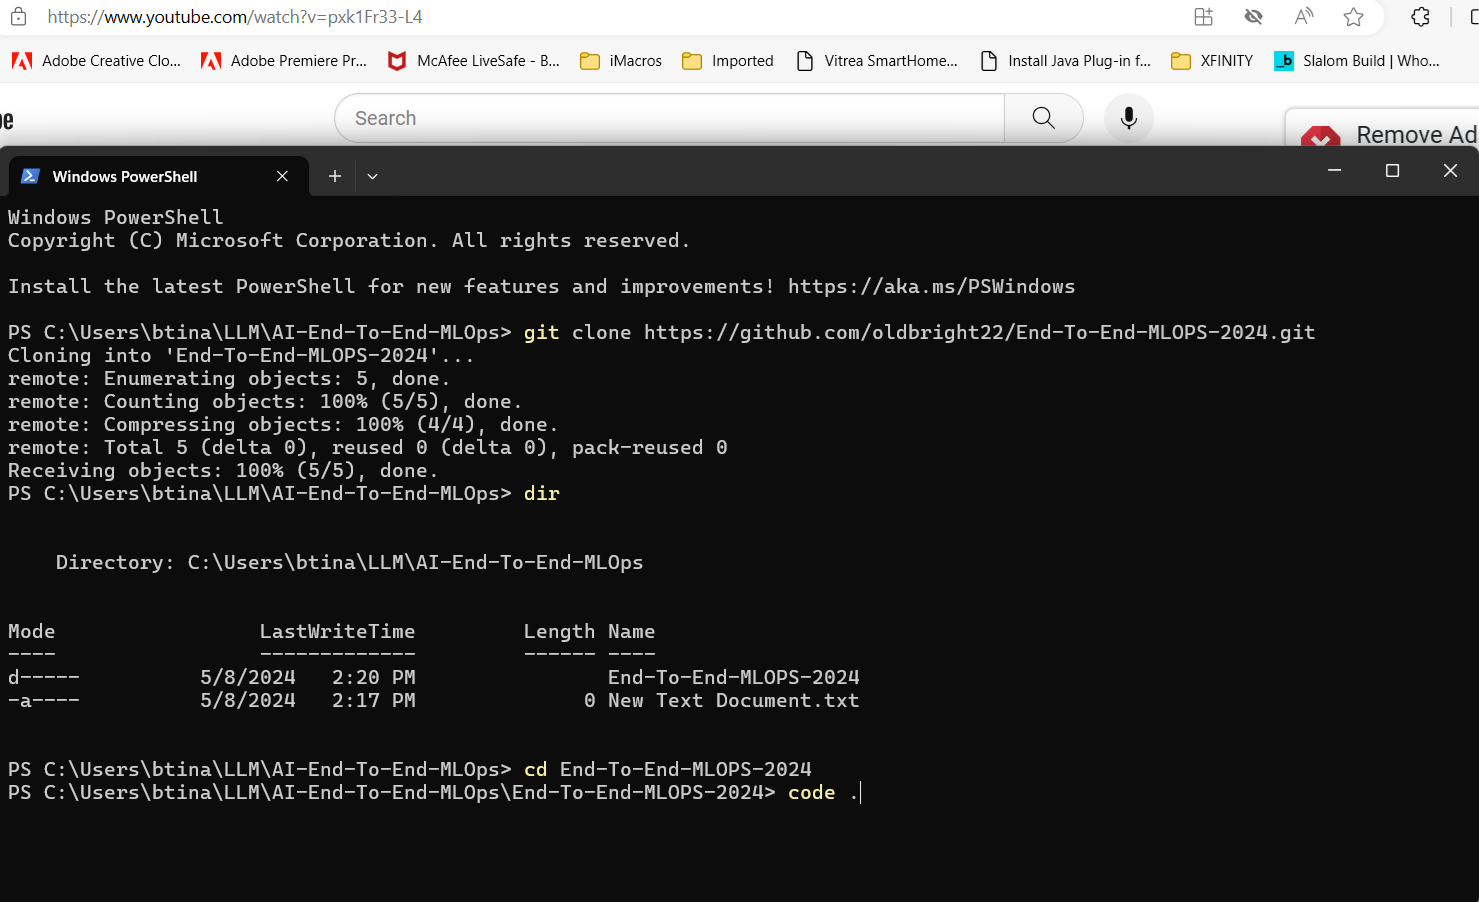 https://www.youtube.com/watch?v=pxk1Fr33-L4
Adobe Creative Clo... Adobe Premiere Pr... McAfee LiveSafe - B... iMacros Imported Vitrea SmartHome... Install Java Plug-in f... XFINITY _b Slalom Build | Who...
be Search Remove Ad
Windows PowerShell
Windows PowerShell
Copyright (C) Microsoft Corporation. All rights reserved.
Install the latest PowerShell for new features and improvements! https://aka.ms/PSWindows
PS C:\Users\btina\LLM\AI-End-To-End-MLOps> git clone https://github.com/oldbright22/End-To-End-MLOPS-2024.git
Cloning into 'End-To-End-MLOPS-2024'...
remote: Enumerating objects: 5, done.
remote: Counting objects: 100% (5/5), done.
remote: Compressing objects: 100% (4/4), done.
remote: Total 5 (delta 0), reused 0 (delta 0), pack-reused 0
Receiving objects: 100% (5/5), done.
PS C:\Users\btina\LLM\AI-End-To-End-MLOps> dir
Directory: C:\Users\btina\LLM\AI-End-To-End-MLOps
Mode LastWriteTime Length Name
---- ------------- ------ ----
d----- 5/8/2024 2:20 PM End-To-End-MLOPS-2024
-a---- 5/8/2024 2:17 PM 0 New Text Document.txt
PS C:\Users\btina\LLM\AI-End-To-End-MLOps> cd End-To-End-MLOPS-2024
PS C:\Users\btina\LLM\AI-End-To-End-MLOps\End-To-End-MLOPS-2024> code .